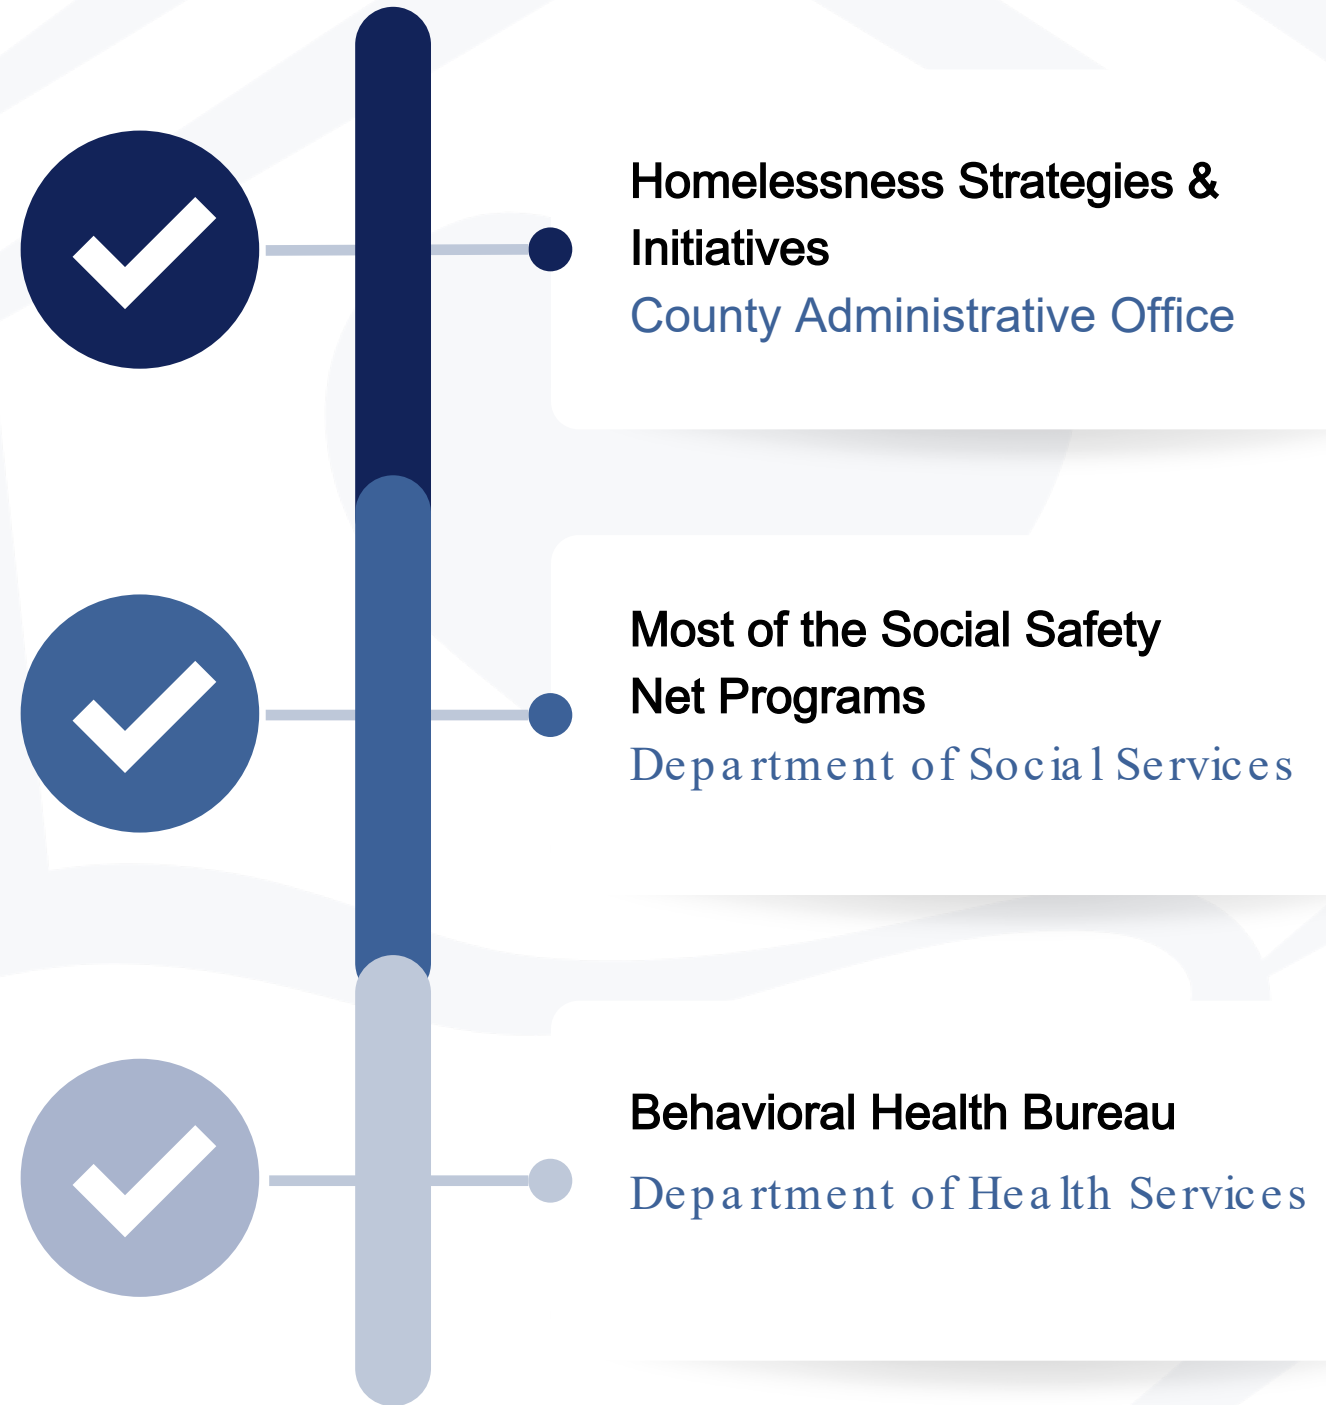 Homelessness Strategies &
Initiatives
County Administrative Office
Most of the Social Safety
Net Programs
Department of Social Services
Behavioral Health Bureau
Department of Health Services